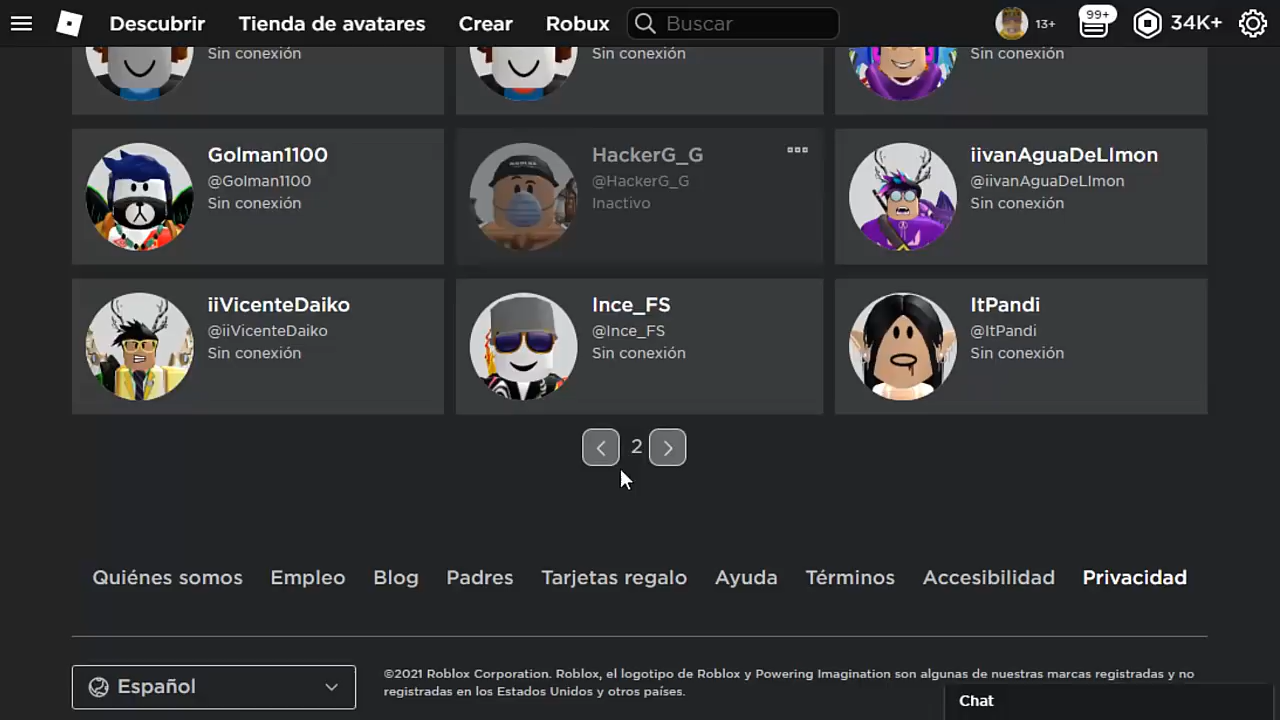 Descubrir Tienda de avatares Crear Robux Buscar 13+ 99+ 34K+
Sin conexión Sin conexión Sin conexión
Golman1100 HackerG_G iivanAguaDeLImon
@Golman1100 @HackerG_G @iivanAguaDeLImon
Sin conexión Inactivo Sin conexión
iiVicenteDaiko Ince_FS ItPandi
@iiVicenteDaiko @Ince_FS @ItPandi
Sin conexión Sin conexión Sin conexión
2
Quiénes somos Empleo Blog Padres Tarjetas regalo Ayuda Términos Accesibilidad Privacidad
Español
©2021 Roblox Corporation. Roblox, el logotipo de Roblox y Powering Imagination son algunas de nuestras marcas registradas y no
registradas en los Estados Unidos y otros países.
Chat